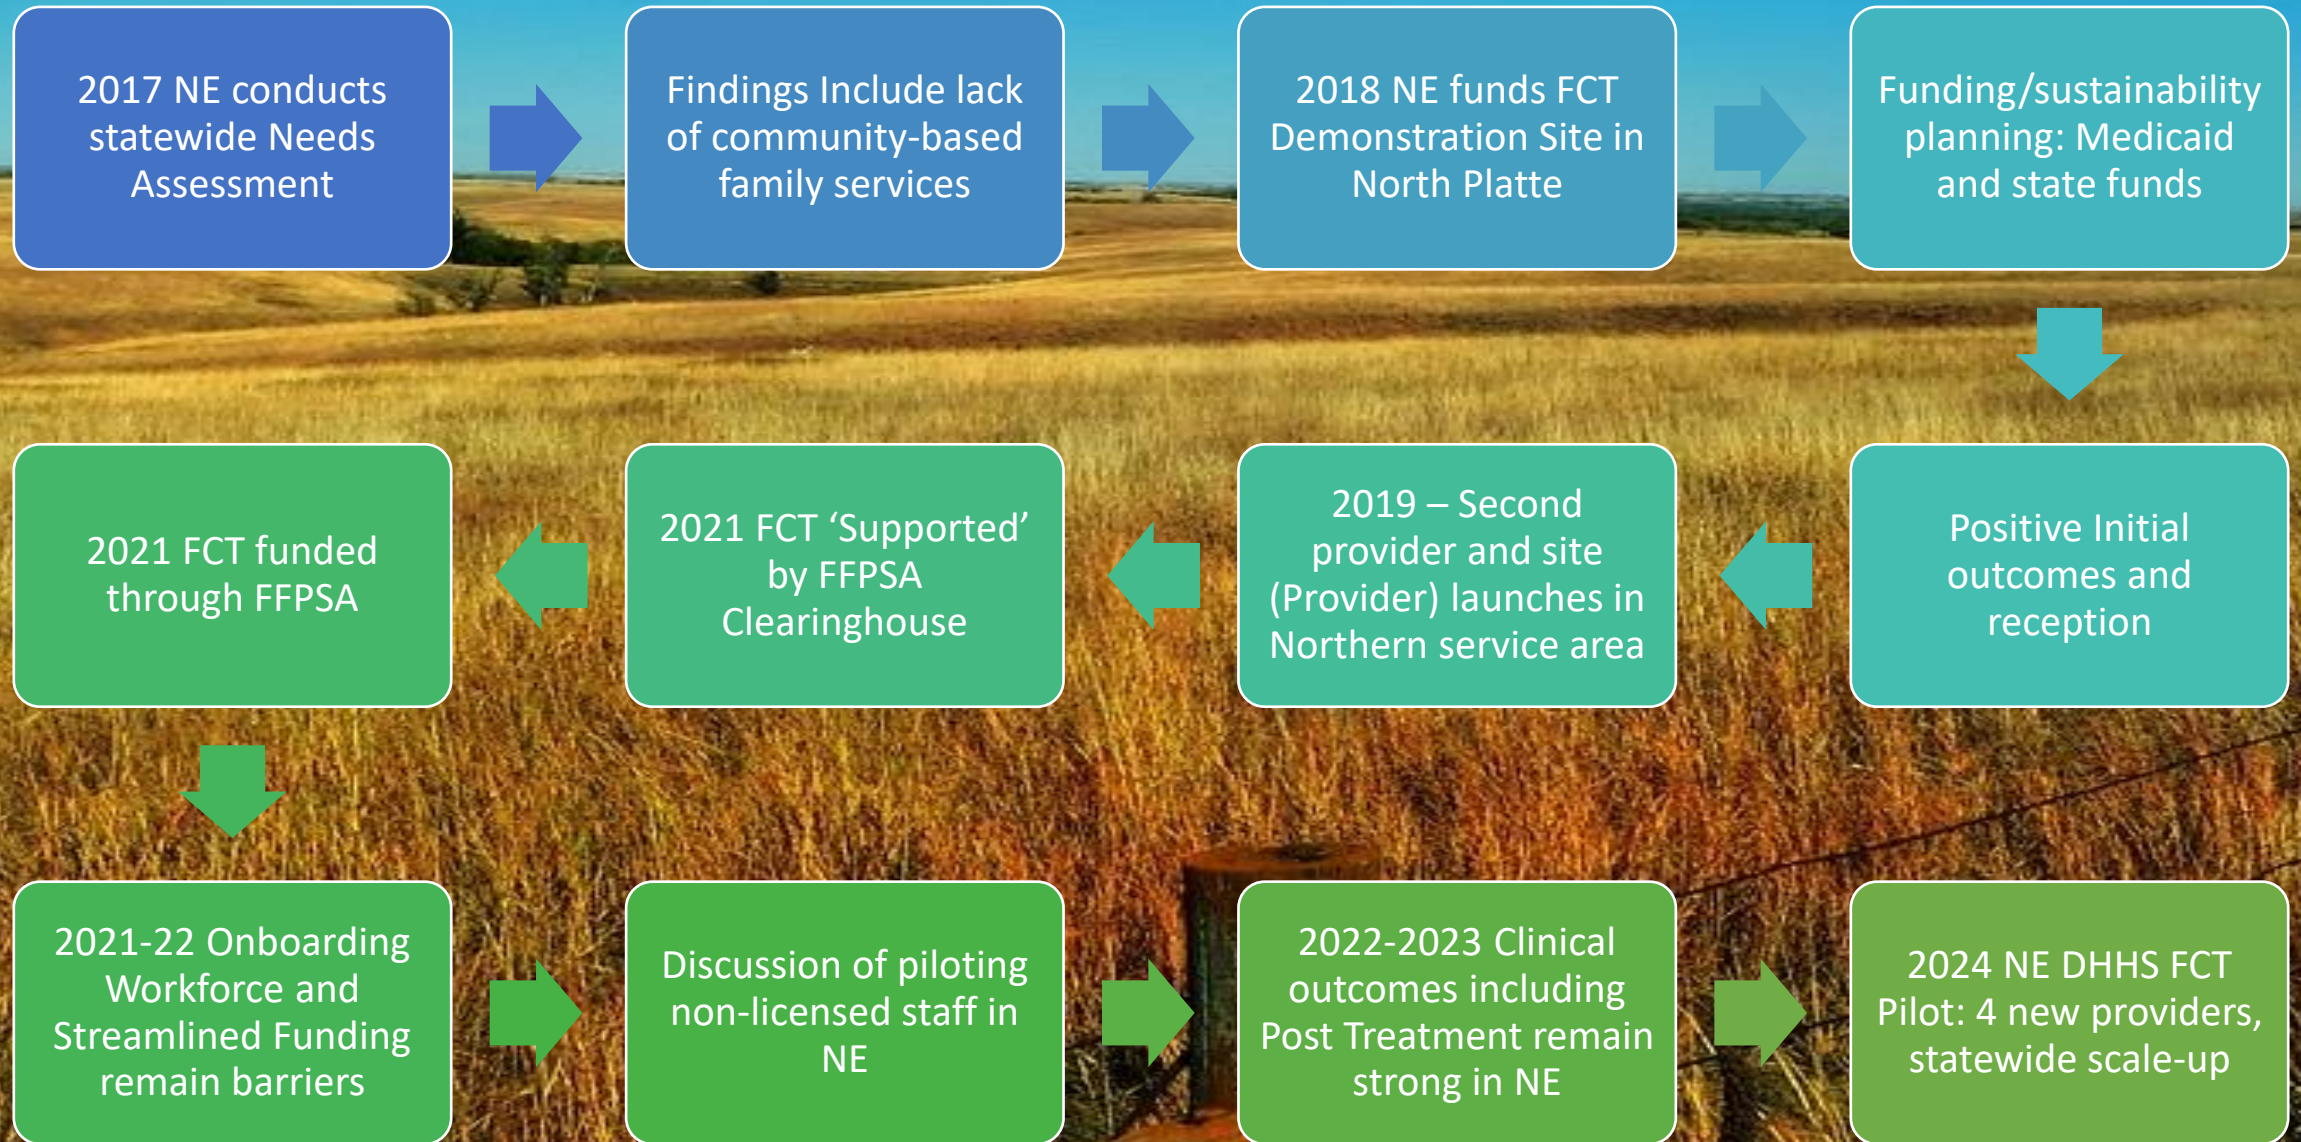 2017 NE conducts
statewide Needs
Assessment
Findings Include lack
of community-based
family services
2018 NE funds FCT
Demonstration Site in
North Platte
Funding/sustainability
planning: Medicaid
and state funds
Positive Initial
outcomes and
reception
2019 – Second
provider and site
(Provider) launches in
Northern service area
2021 FCT ‘Supported’
by FFPSA
Clearinghouse
2021 FCT funded
through FFPSA
2021-22 Onboarding
Workforce and
Streamlined Funding
remain barriers
Discussion of piloting
non-licensed staff in
NE
2022-2023 Clinical
outcomes including
Post Treatment remain
strong in NE
2024 NE DHHS FCT
Pilot: 4 new providers,
statewide scale-up